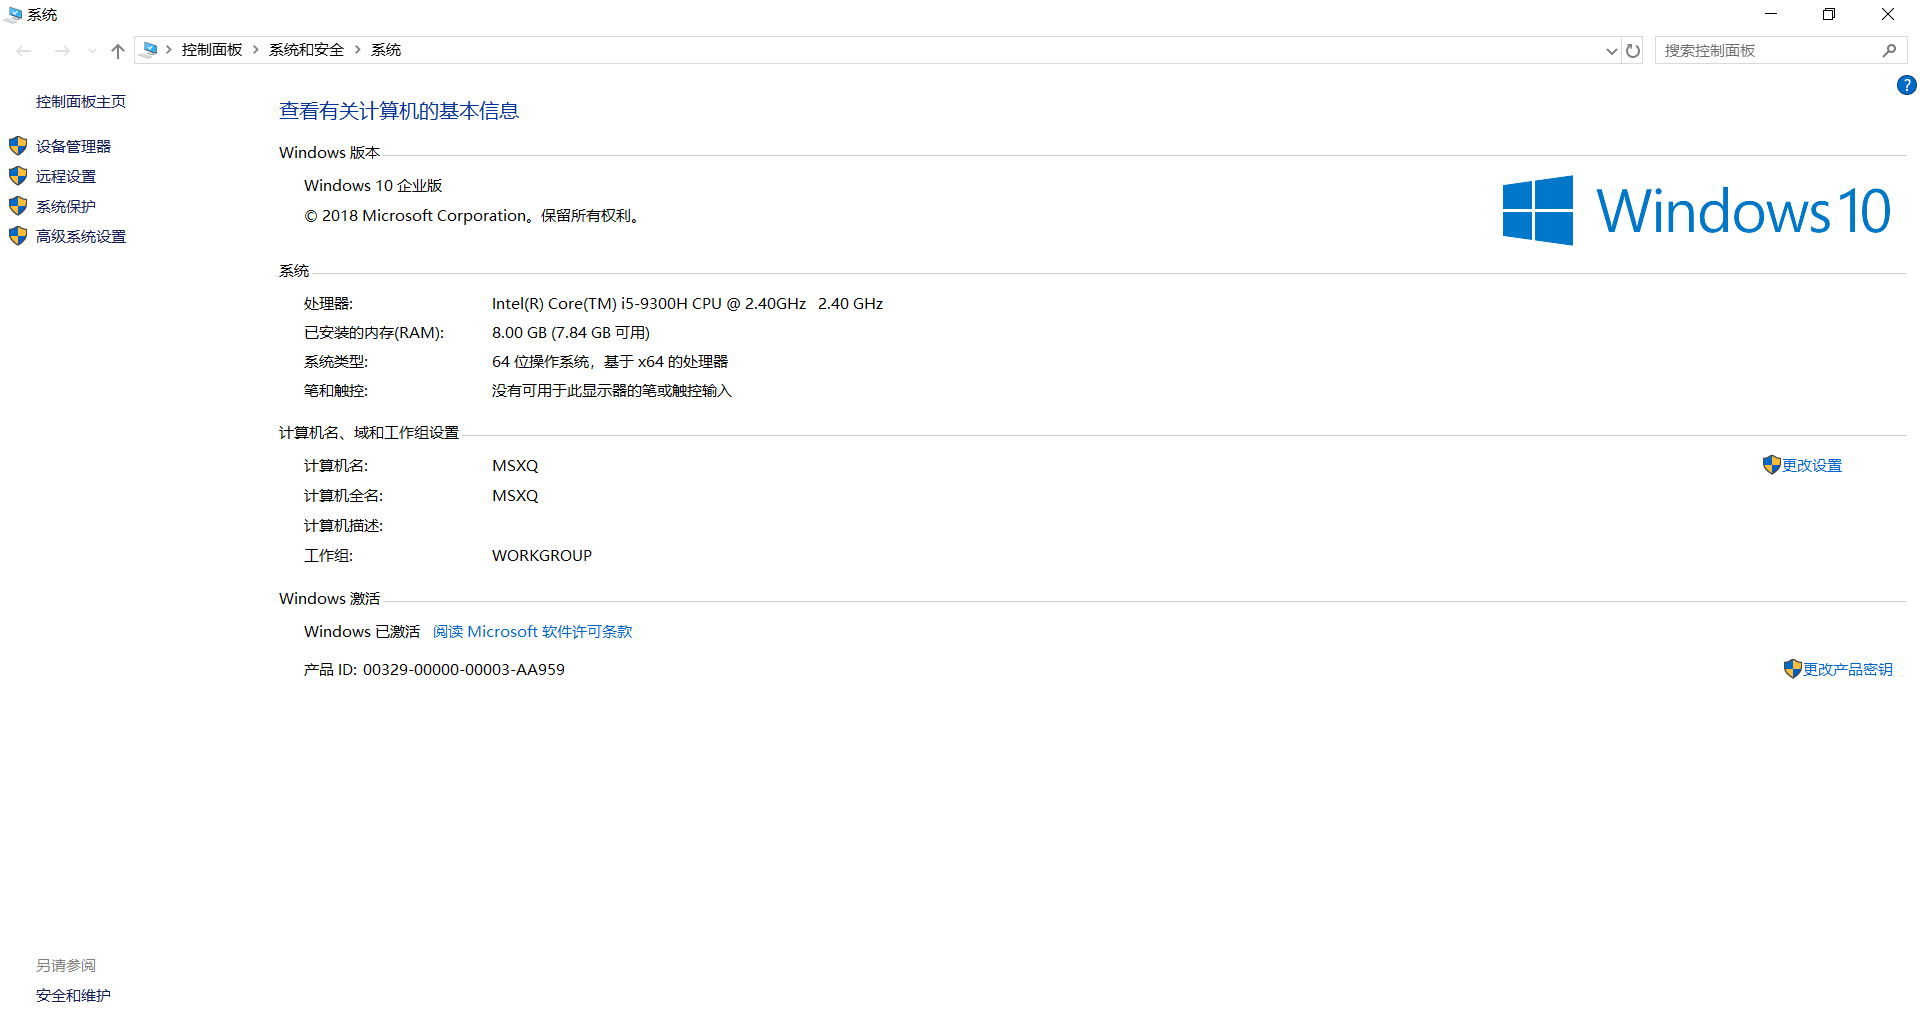 系统
控制面板 系统和安全 系统
搜索控制面板
?
控制面板主页
设备管理器
远程设置
系统保护
高级系统设置
查看有关计算机的基本信息
Windows 版本
Windows 10 企业版
© 2018 Microsoft Corporation。保留所有权利。
Windows 10
系统
处理器: Intel(R) Core(TM) i5-9300H CPU @ 2.40GHz 2.40 GHz
已安装的内存(RAM): 8.00 GB (7.84 GB 可用)
系统类型: 64 位操作系统，基于 x64 的处理器
笔和触控: 没有可用于此显示器的笔或触控输入
计算机名、域和工作组设置
计算机名: MSXQ 更改设置
计算机全名: MSXQ
计算机描述:
工作组: WORKGROUP
Windows 激活
Windows 已激活 阅读 Microsoft 软件许可条款
产品 ID: 00329-00000-00003-AA959 更改产品密钥
另请参阅
安全和维护